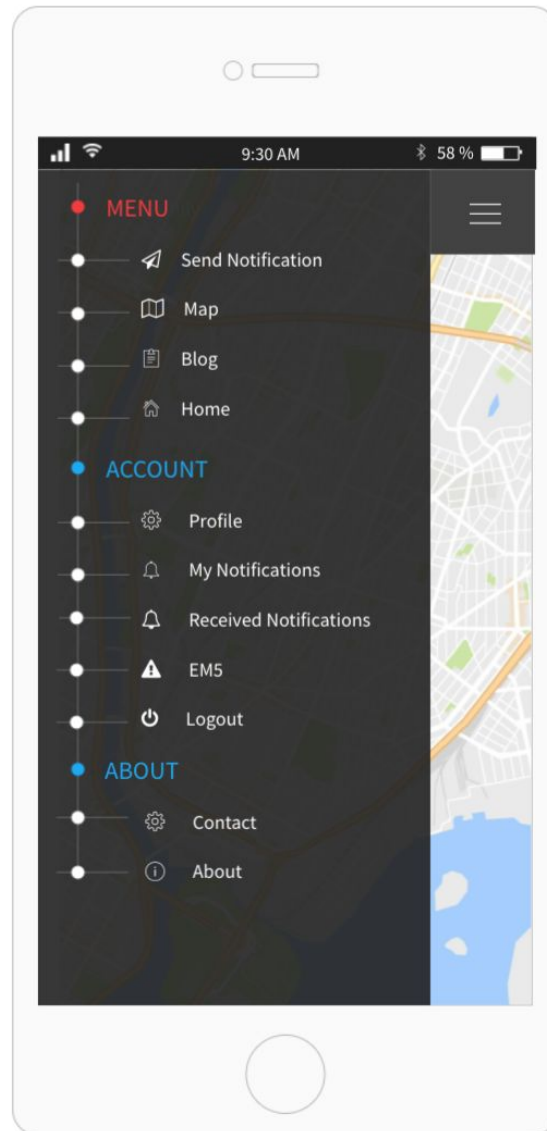 9:30 AM 58 %
MENU
Send Notification
Map
Blog
Home
ACCOUNT
Profile
My Notifications
Received Notifications
EM5
Logout
ABOUT
Contact
About